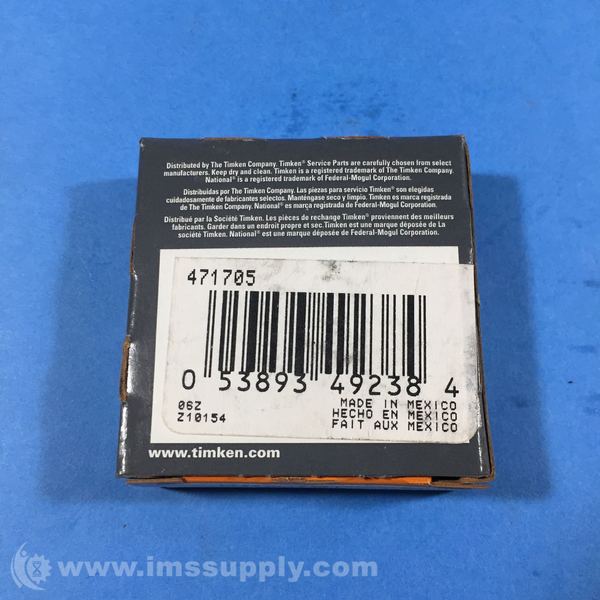 Distributed by The Timken Company. Timken® Service Parts are carefully chosen from select
manufacturers. Keep dry and clean. Timken is a registered trademark of The Timken Company.
National® is a registered trademark of Federal-Mogul Corporation.
Distribuidas por The Timken Company. Las piezas para servicio Timken® son elegidas
cuidadosamente de fabricantes selectos. Manténgase seco y limpio. Timken es marca registrada
de The Timken Company. National® es marca registrada de Federal-Mogul Corporation.
Distribué par la Société Timken. Les pièces de rechange Timken® proviennent des meilleurs
fabricants. Garder dans un endroit propre et sec. Timken est une marque déposée de La
société Timken. National® est une marque déposée de Federal-Mogul Corporation.
471705
0 53893 49238 4
06Z
Z10154
MADE IN MEXICO
HECHO EN MEXICO
FAIT AUX MEXICO
www.timken.com
www.imssupply.com